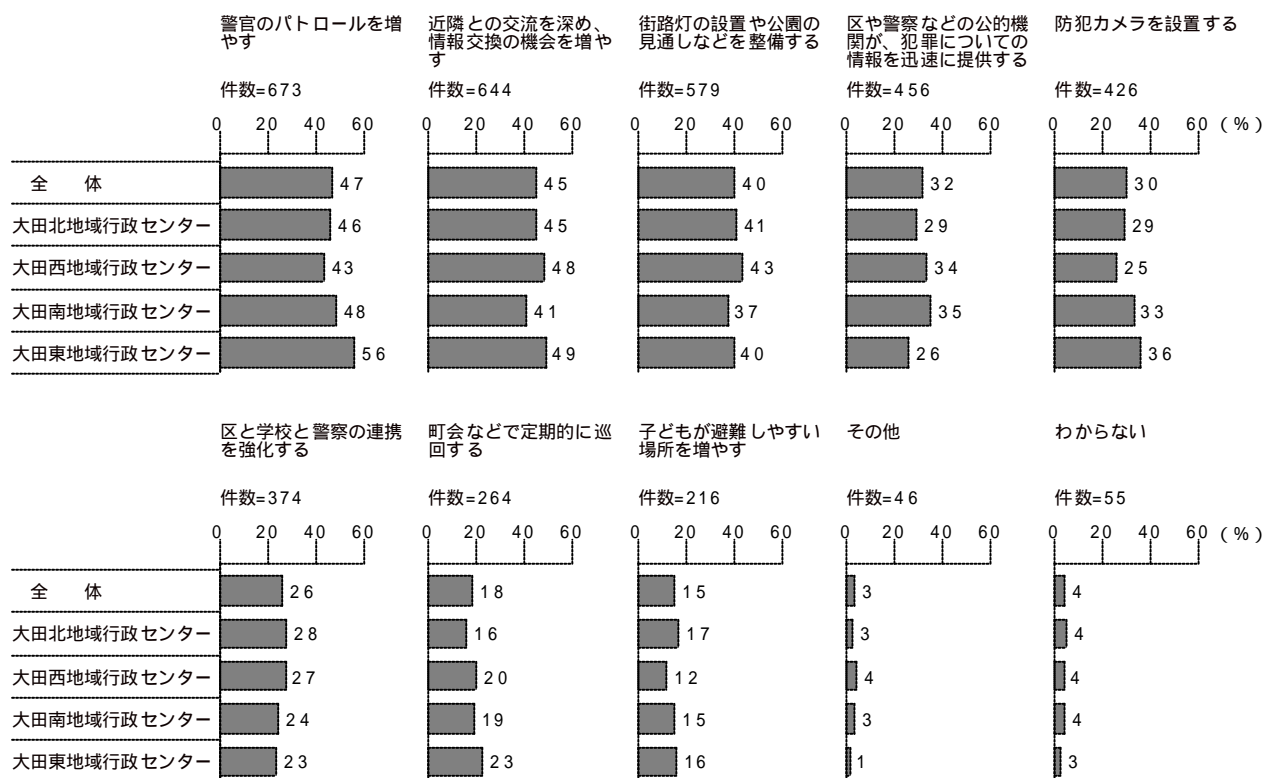 警官のパトロールを増
やす
近隣との交流を深め、
情報交換の機会を増や
す
街路灯の設置や公園の
見通しなどを整備する
区や警察などの公的機
関が、犯罪についての
情報を迅速に提供する
防犯カメラを設置する
件数=673
件数=644
件数=579
件数=456
件数=426
0 20 40 60 0 20 40 60 0 20 40 60 0 20 40 60 0 20 40 60 (%)
全 体 47 45 40 32 30
大田北地域行政センター 46 45 41 29 29
大田西地域行政センター 43 48 43 34 25
大田南地域行政センター 48 41 37 35 33
大田東地域行政センター 56 49 40 26 36
区と学校と警察の連携
を強化する
町会などで定期的に巡
回する
子どもが避難しやすい
場所を増やす
その他
わからない
件数=374
件数=264
件数=216
件数=46
件数=55
0 20 40 60 0 20 40 60 0 20 40 60 0 20 40 60 0 20 40 60 (%)
全 体 26 18 15 3 4
大田北地域行政センター 28 16 17 3 4
大田西地域行政センター 27 20 12 4 4
大田南地域行政センター 24 19 15 3 4
大田東地域行政センター 23 23 16 1 3